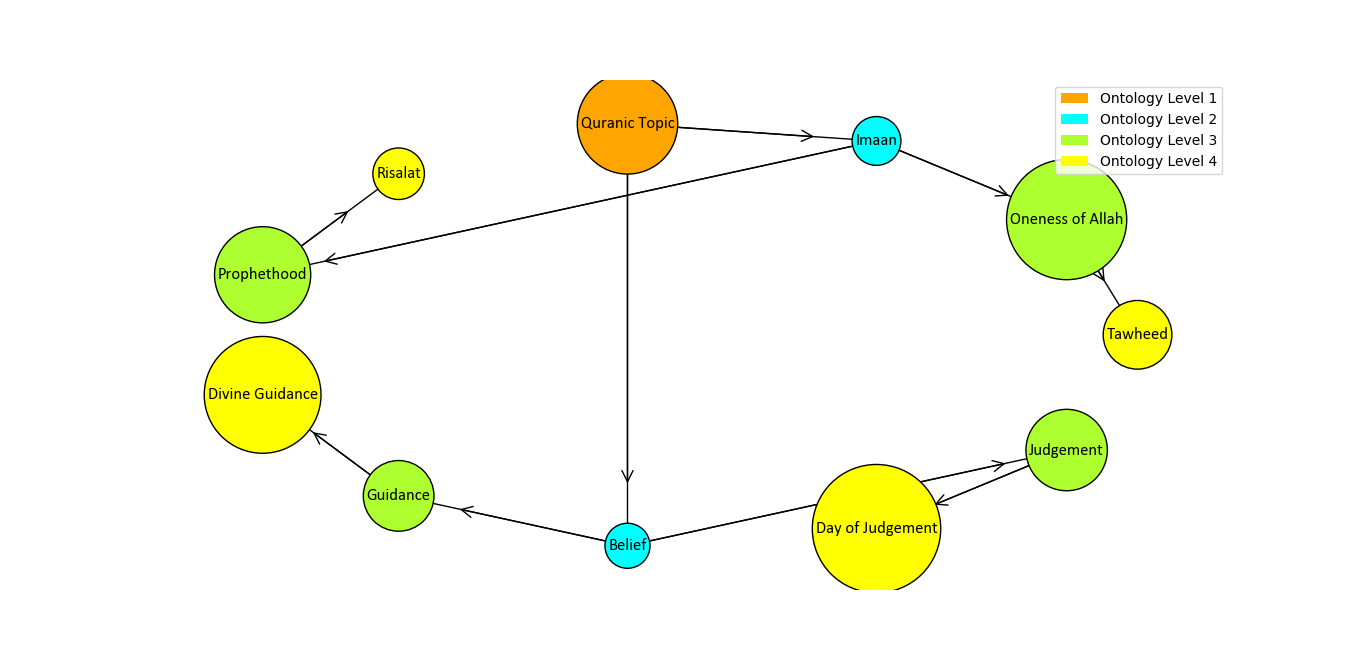 Quranic Topic
Imaan
Ontology Level 1
Ontology Level 2
Ontology Level 3
Ontology Level 4
Risalat
Oneness of Allah
Prophethood
Tawheed
Divine Guidance
Judgement
Guidance
Day of Judgement
Belief